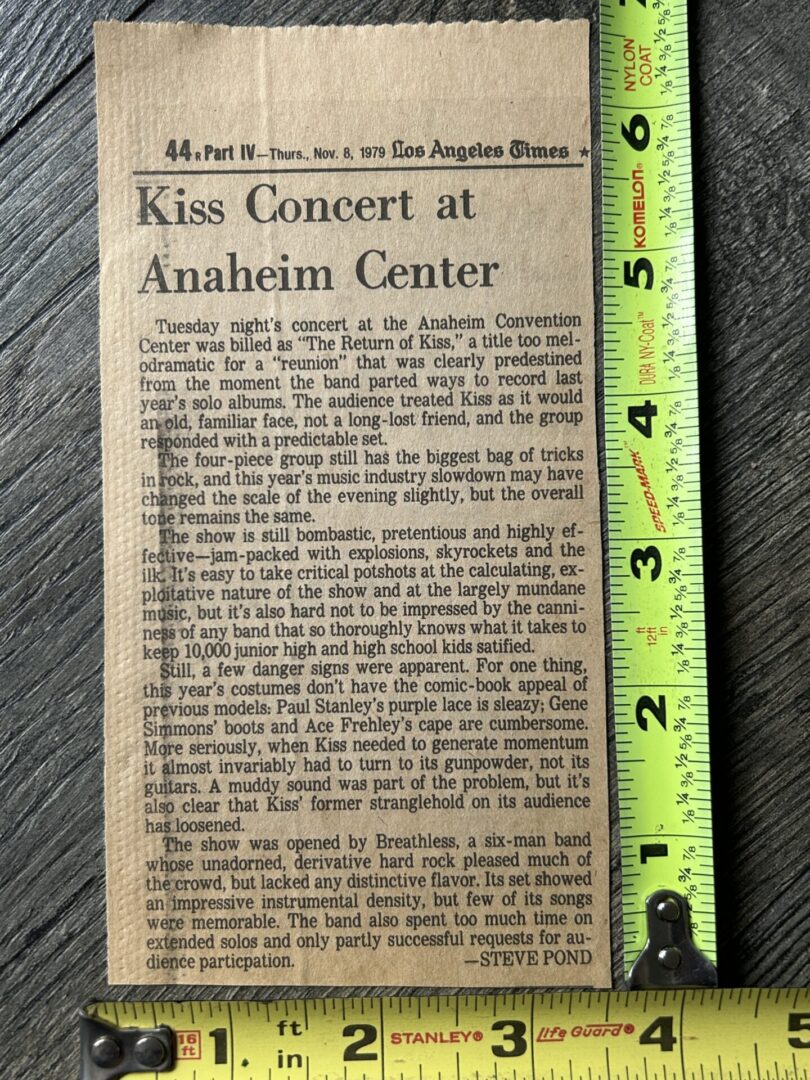 44 R Part IV—Thurs., Nov. 8, 1979 Los Angeles Times ★
Kiss Concert at
Anaheim Center
Tuesday night's concert at the Anaheim Convention
Center was billed as "The Return of Kiss," a title too mel-
odramatic for a "reunion" that was clearly predestined
from the moment the band parted ways to record last
year's solo albums. The audience treated Kiss as it would
an old, familiar face, not a long-lost friend, and the group
responded with a predictable set.
The four-piece group still has the biggest bag of tricks
in rock, and this year's music industry slowdown may have
changed the scale of the evening slightly, but the overall
tone remains the same.
The show is still bombastic, pretentious and highly ef-
fective—jam-packed with explosions, skyrockets and the
ilk. It's easy to take critical potshots at the calculating, ex-
ploitative nature of the show and at the largely mundane
music, but it's also hard not to be impressed by the canni-
ness of any band that so thoroughly knows what it takes to
keep 10,000 junior high and high school kids satified.
Still, a few danger signs were apparent. For one thing,
this year's costumes don't have the comic-book appeal of
previous models: Paul Stanley's purple lace is sleazy; Gene
Simmons' boots and Ace Frehley's cape are cumbersome.
More seriously, when Kiss needed to generate momentum
it almost invariably had to turn to its gunpowder, not its
guitars. A muddy sound was part of the problem, but it's
also clear that Kiss' former stranglehold on its audience
has loosened.
The show was opened by Breathless, a six-man band
whose unadorned, derivative hard rock pleased much of
the crowd, but lacked any distinctive flavor. Its set showed
an impressive instrumental density, but few of its songs
were memorable. The band also spent too much time on
extended solos and only partly successful requests for au-
dience particpation. —STEVE POND
NYLON
COAT
6
KOMELON®
5
DURA NY-Coat™
4
SPEED-MARK™
3
ft
12ft
in
2
1
16
ft
1
ft
in
2
STANLEY®
3
Life Guard®
4
5